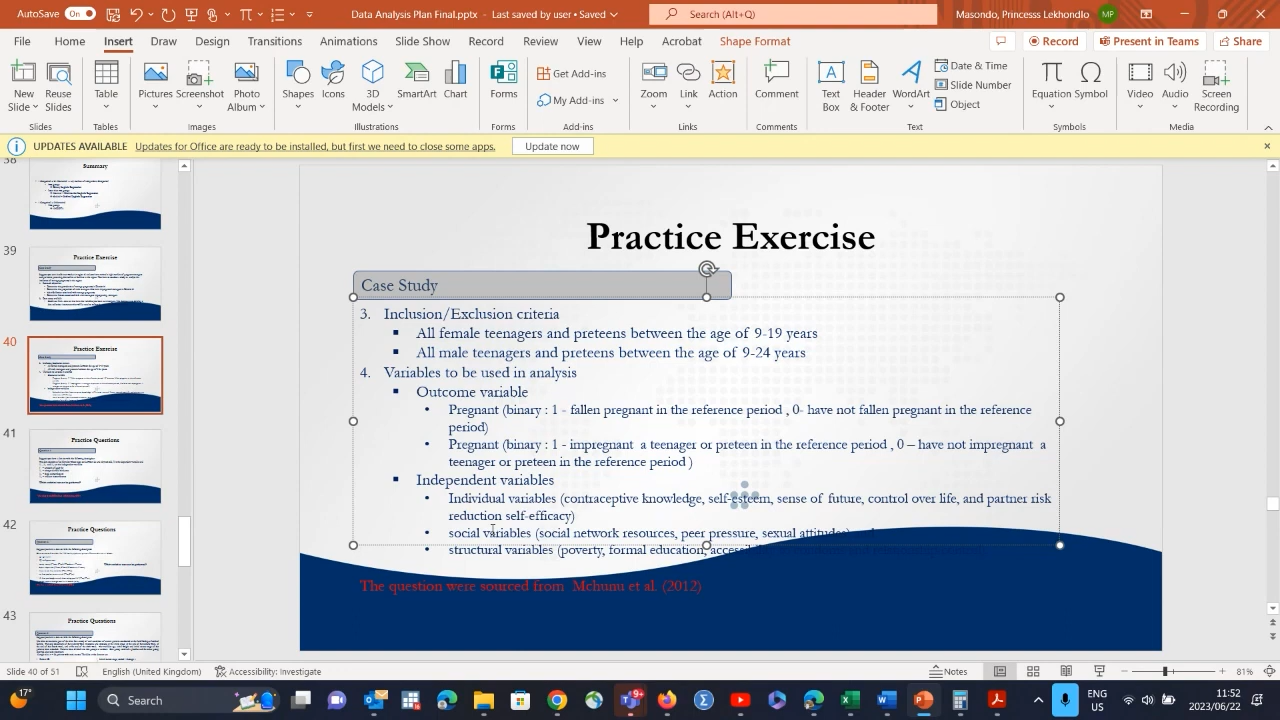 On
AutoSave
Data Analysis Plan Final.pptx - Last saved by user • Saved
Search (Alt+Q)
Masondo, Princess Lekhondlo
MP
File Home Insert Draw Design Transitions Animations Slide Show Record Review View Help Acrobat Shape Format
Record
Present in Teams
Share
New Slide
Reuse Slides
Table
Pictures
Screenshot
Photo Album
Shapes
Icons
3D Models
SmartArt
Chart
Forms
Get Add-ins
My Add-ins
Zoom
Link
Action
Comment
Text Box
Header & Footer
WordArt
Date & Time
Slide Number
Object
Equation
Symbol
Video
Audio
Screen Recording
Slides Tables Images Illustrations Forms Add-ins Links Comments Text Symbols Media
UPDATES AVAILABLE Updates for Office are ready to be installed, but first we need to close some apps. Update now
38
Summary
39
Practice Exercise
40
Practice Exercise
41
Practice Questions
42
Practice Questions
43
Practice Questions
Practice Exercise
Case Study
3. Inclusion/Exclusion criteria
▪ All female teenagers and preteens between the age of 9-19 years
▪ All male teenagers and preteens between the age of 9-24 years
4. Variables to be used in analysis
▪ Outcome variable
• Pregnant (binary : 1 - fallen pregnant in the reference period , 0- have not fallen pregnant in the reference
period)
• Pregnant (binary : 1 - impregnant a teenager or preteen in the reference period , 0 – have not impregnant a
teenager or preteen in the reference period )
▪ Independent variables
• Individual variables (contraceptive knowledge, self-esteem, sense of future, control over life, and partner risk
reduction self-efficacy)
• social variables (social network resources, peer pressure, sexual attitudes)
• structural variables (poverty, formal education, access
The question were sourced from Mchunu et al. (2012)
Slide 40 of 51
English (United Kingdom)
Accessibility: Investigate
Notes
81%
17°
Search
9+
ENG
US
11:52
2023/06/22